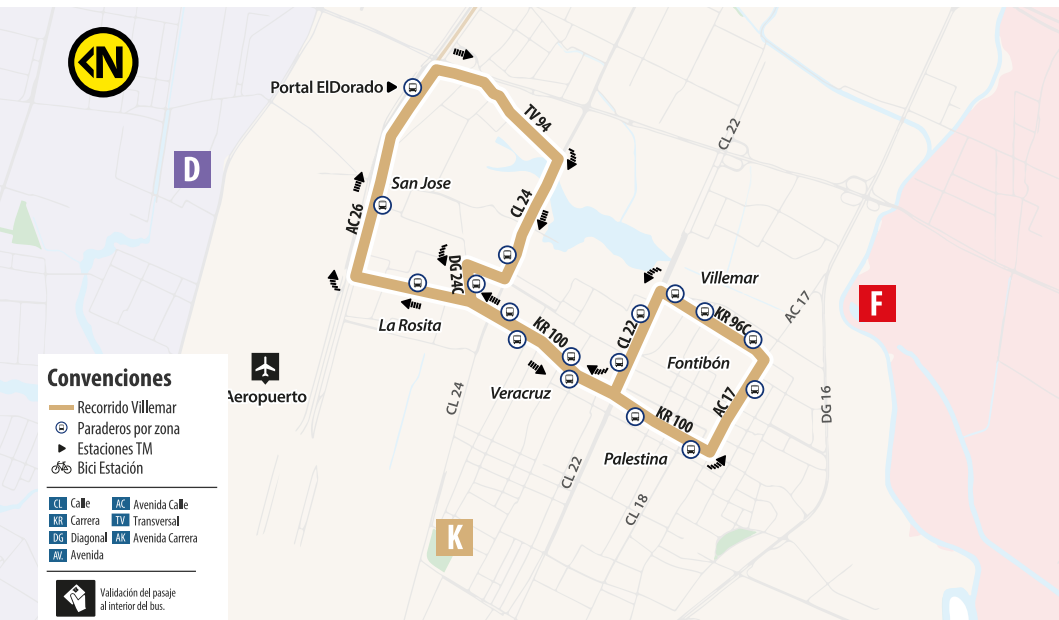 N
Portal ElDorado
TV 94
CL 22
D
San Jose
AC26
CL 24
DG 24C
Villemar
La Rosita
KR 100
CL22
KR 96C
AC 17
F
Fontibón
Veracruz
AC17
DG 16
KR 100
Palestina
CL 24
CL 22
CL 18
K
Aeropuerto
Convenciones
Recorrido Villemar
Paraderos por zona
Estaciones TM
Bici Estación
CL Calle
AC Avenida Calle
KR Carrera
TV Transversal
DG Diagonal
AK Avenida Carrera
AV. Avenida
Validación del pasaje
al interior del bus.